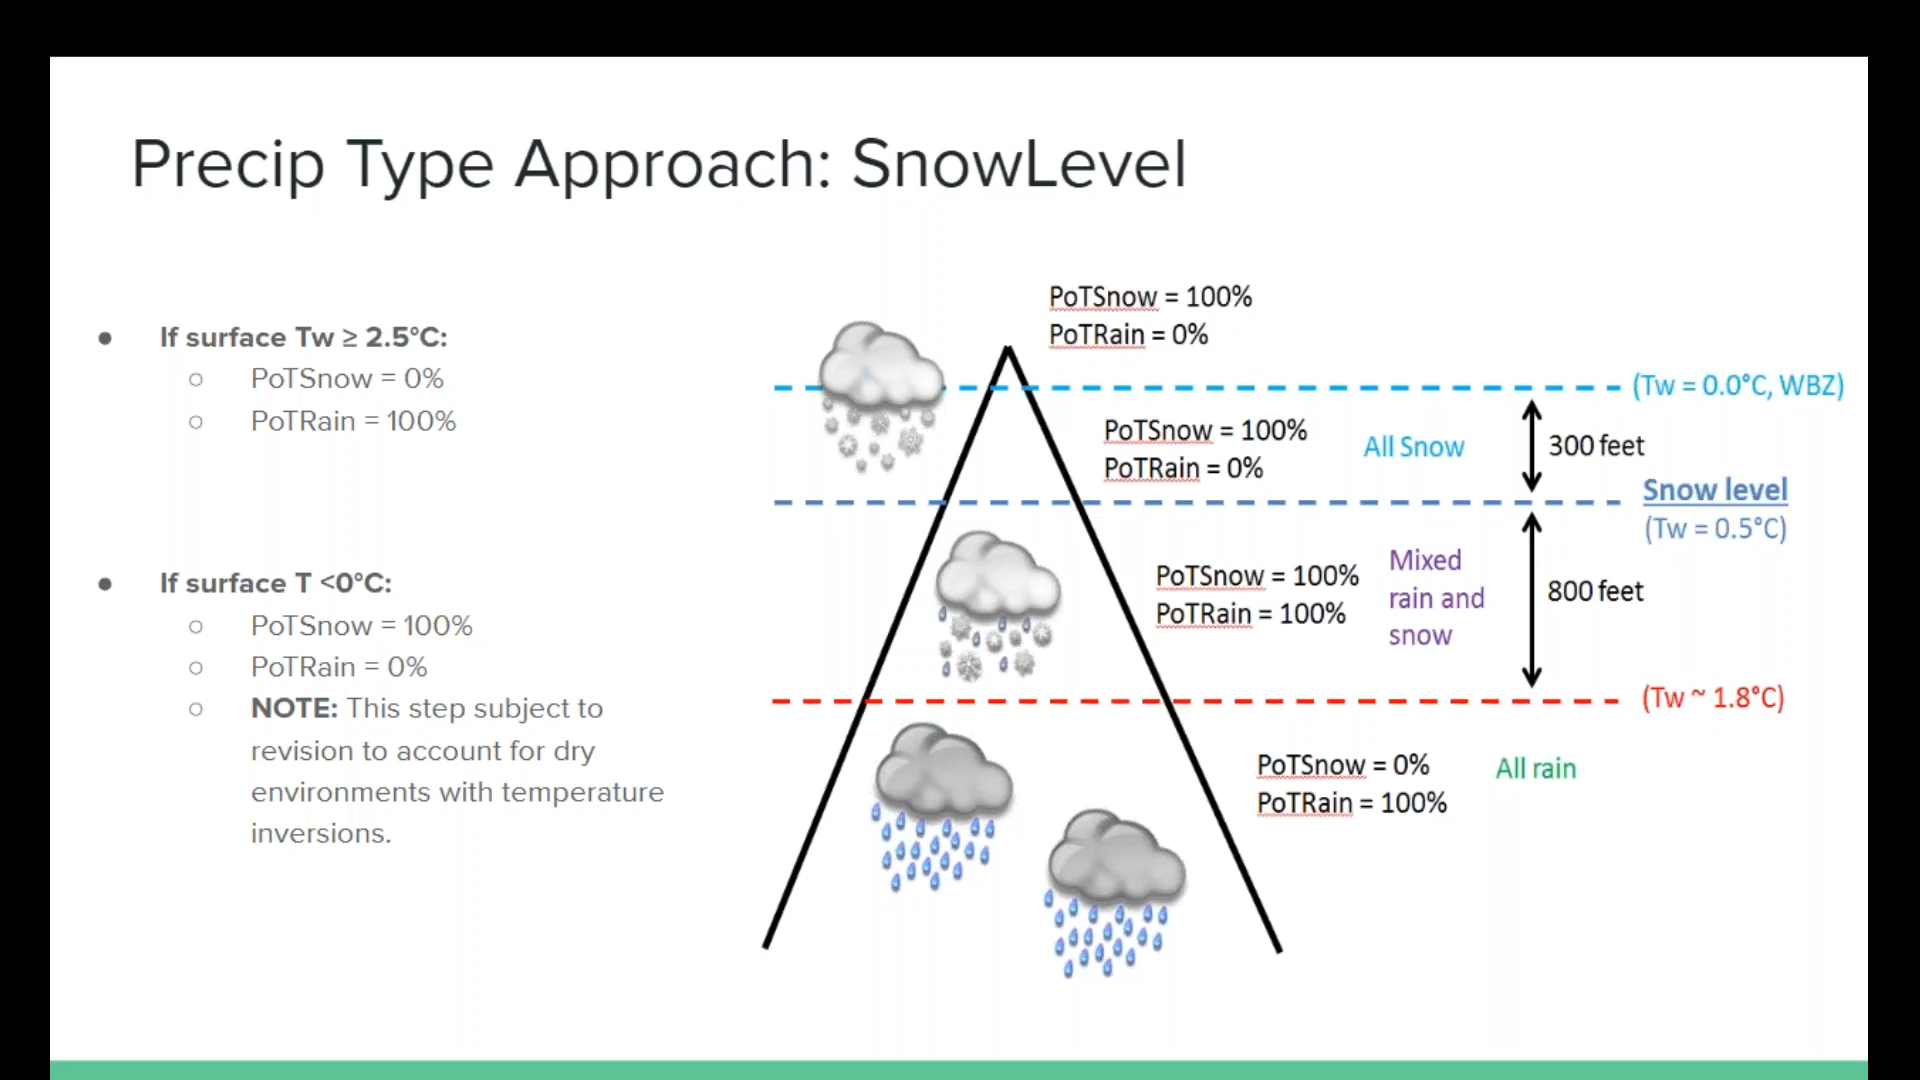 Precip Type Approach: SnowLevel
● If surface Tw ≥ 2.5°C:
○ PoTSnow = 0%
○ PoTRain = 100%
● If surface T <0°C:
○ PoTSnow = 100%
○ PoTRain = 0%
○ NOTE: This step subject to
revision to account for dry
environments with temperature
inversions.
PoTSnow = 100%
PoTRain = 0%
(Tw = 0.0°C, WBZ)
PoTSnow = 100%
PoTRain = 0%
All Snow
300 feet
Snow level
(Tw = 0.5°C)
PoTSnow = 100%
PoTRain = 100%
Mixed
rain and
snow
800 feet
(Tw ~ 1.8°C)
PoTSnow = 0%
PoTRain = 100%
All rain